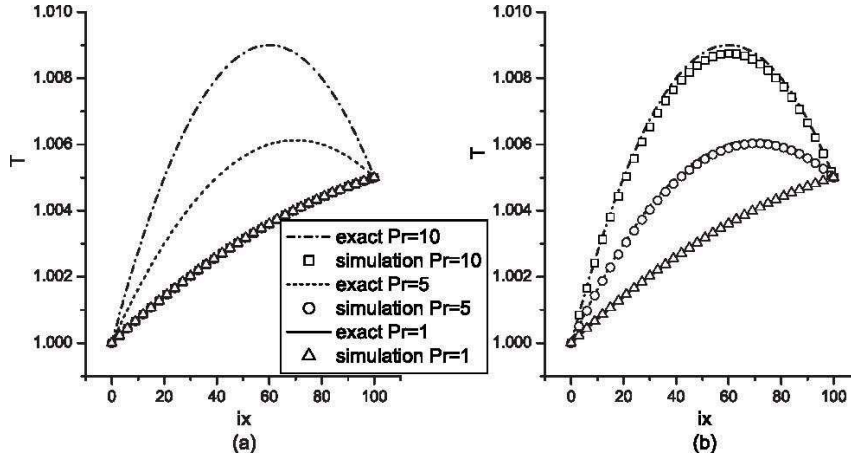 1.010
1.008
1.006
1.004
1.002
1.000
T
0 20 40 60 80 100
ix
(a)
exact Pr=10
simulation Pr=10
exact Pr=5
simulation Pr=5
exact Pr=1
simulation Pr=1
1.010
1.008
1.006
1.004
1.002
1.000
T
0 20 40 60 80 100
ix
(b)